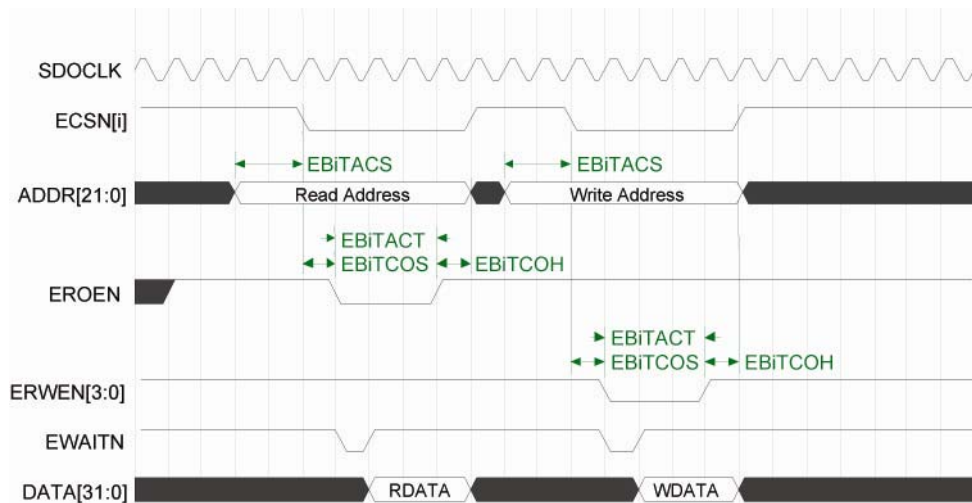 SDOCLK
ECSN[i]
EBiTACS EBiTACS
ADDR[21:0] Read Address Write Address
EBiTACT
EBiTCOS EBiTCOH
EROEN
EBiTACT
EBiTCOS EBiTCOH
ERWEN[3:0]
EWAITN
DATA[31:0] RDATA WDATA